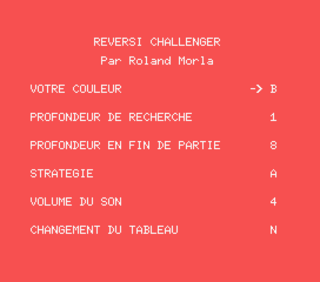 REVERSI CHALLENGER
Par Roland Morla
VOTRE COULEUR -> B
PROFONDEUR DE RECHERCHE 1
PROFONDEUR EN FIN DE PARTIE 8
STRATEGIE A
VOLUME DU SON 4
CHANGEMENT DU TABLEAU N